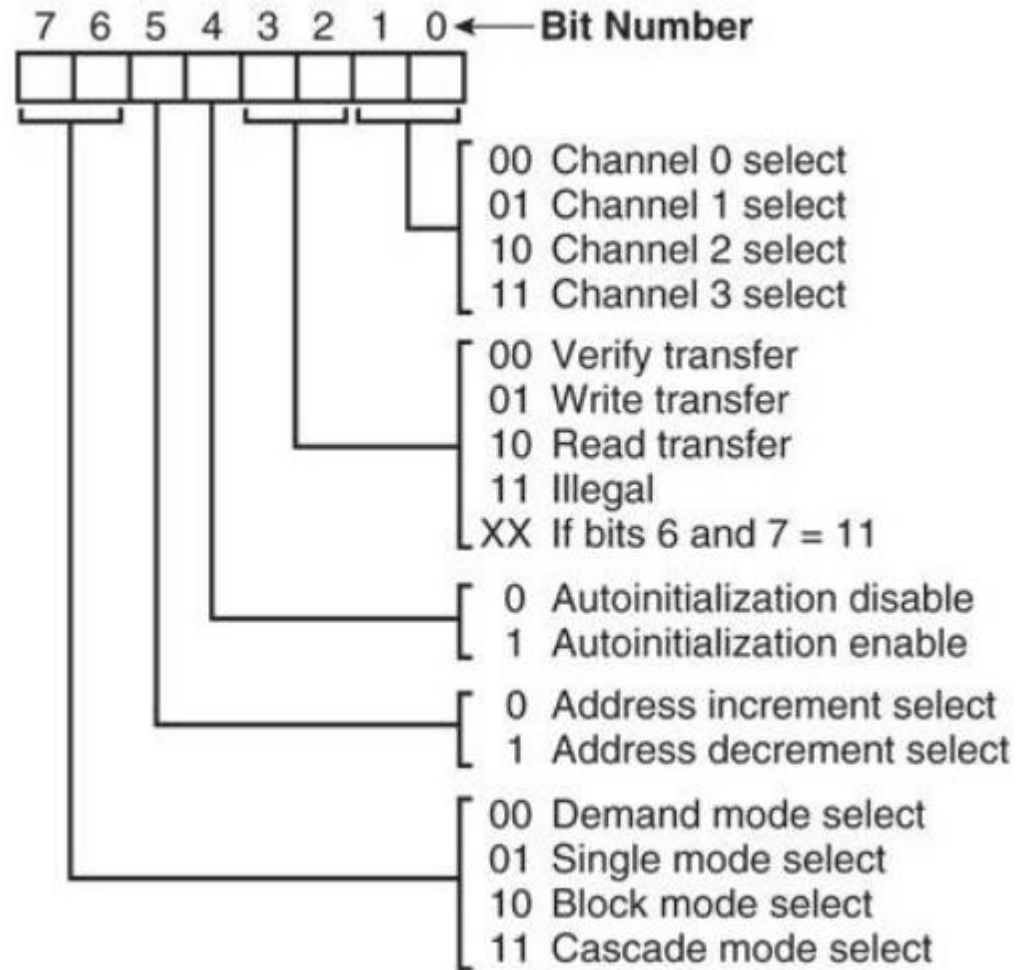 7 6 5 4 3 2 1 0 Bit Number
00 Channel 0 select
01 Channel 1 select
10 Channel 2 select
11 Channel 3 select
00 Verify transfer
01 Write transfer
10 Read transfer
11 Illegal
XX If bits 6 and 7 = 11
0 Autoinitialization disable
1 Autoinitialization enable
0 Address increment select
1 Address decrement select
00 Demand mode select
01 Single mode select
10 Block mode select
11 Cascade mode select